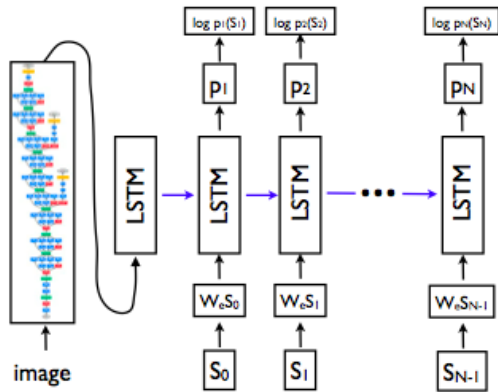 log p₁(S₁) log p₂(S₂) log pN(SN)
p₁ p₂ pN
LSTM LSTM LSTM ••• LSTM
WₑS₀ WₑS₁ WₑSN-1
S₀ S₁ SN-1
image